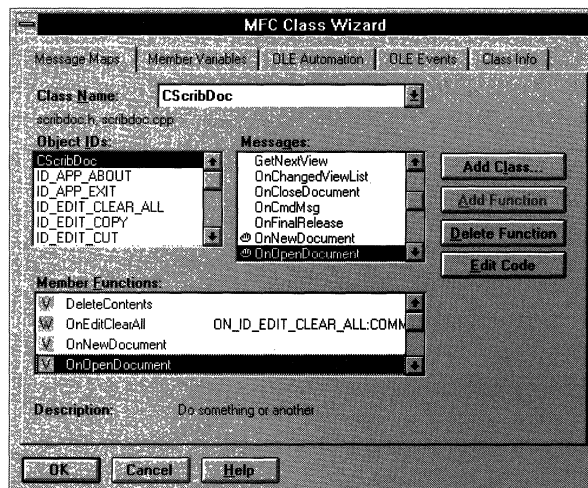 MFC Class Wizard
Message Maps Member Variables OLE Automation OLE Events Class Info
Class Name: CScribDoc
scribdoc.h, scribdoc.cpp
Object IDs:
CScribDoc
ID_APP_ABOUT
ID_APP_EXIT
ID_EDIT_CLEAR_ALL
ID_EDIT_COPY
ID_EDIT_CUT
Messages:
GetNextView
OnChangedViewList
OnCloseDocument
OnCmdMsg
OnFinalRelease
OnNewDocument
OnOpenDocument
Add Class...
Add Function
Delete Function
Edit Code
Member Functions:
V DeleteContents
W OnEditClearAll ON_ID_EDIT_CLEAR_ALL:COMM
V OnNewDocument
V OnOpenDocument
Description: Do something or another
OK Cancel Help